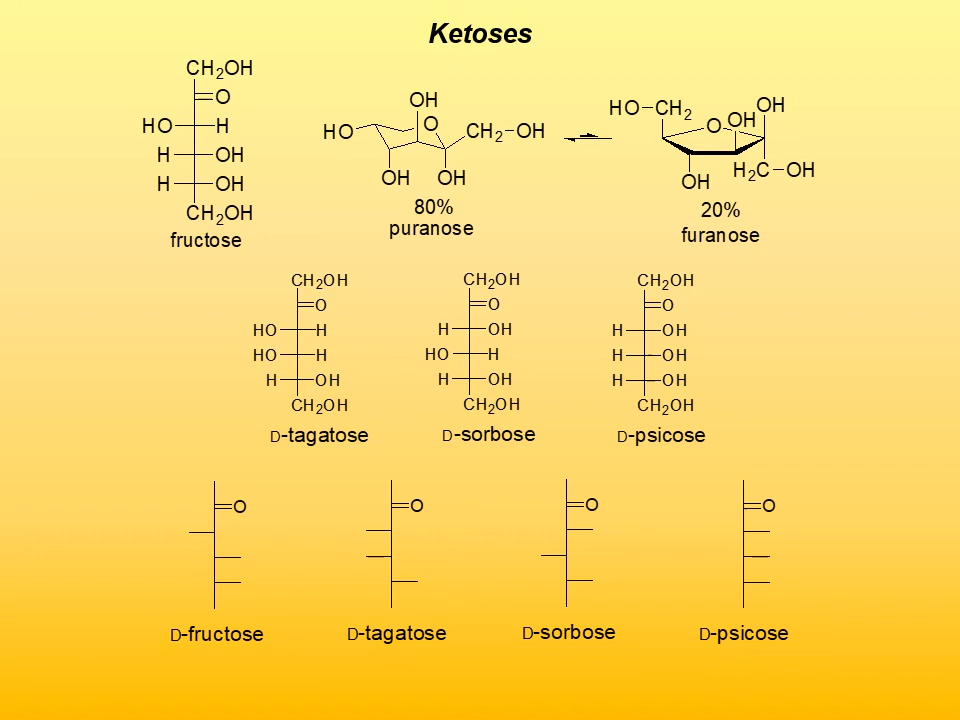 Ketoses
CH2OH
O
HO H
H OH
H OH
CH2OH
fructose
OH
HO O CH2-OH
OH OH
80%
puranose
HO-CH2 OH
O OH
OH H2C-OH
20%
furanose
CH2OH
O
HO H
HO H
H OH
CH2OH
D-tagatose
CH2OH
O
H OH
HO H
H OH
CH2OH
D-sorbose
CH2OH
O
H OH
H OH
H OH
CH2OH
D-psicose
O
D-fructose
O
D-tagatose
O
D-sorbose
O
D-psicose